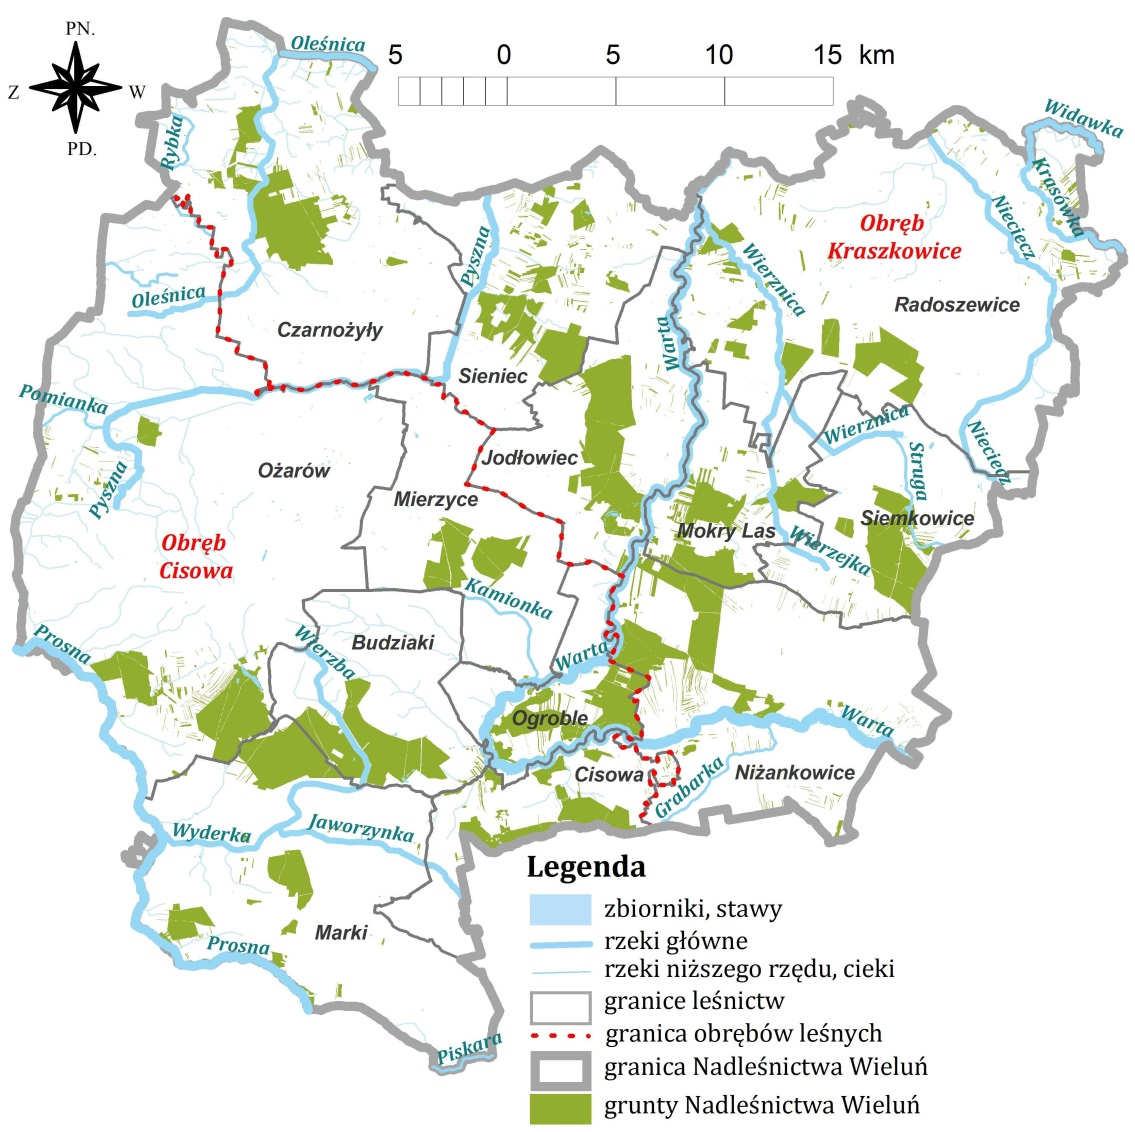 PN.
Z
W
PD.
5 0 5 10 15 km
Oleśnica
Rybka
Widawka
Krasówka
Nieciecz
Obręb
Kraszkowice
Radoszewice
Wierznica
Pyszna
Oleśnica
Czarnożyły
Warta
Sieniec
Pomianka
Wierznica
Nieciecz
Struga
Pyszna
Ożarów
Jodłowiec
Mierzyce
Mokry Las
Siemkowice
Obręb
Cisowa
Wierzejka
Kamionka
Prosna
Wierzba
Budziaki
Warta
Ogroble
Warta
Cisowa
Grabarka
Niżankowice
Wyderka
Jaworzynka
Marki
Prosna
Piskara
Legenda
zbiorniki, stawy
rzeki główne
rzeki niższego rzędu, cieki
granice leśnictw
granica obrębów leśnych
granica Nadleśnictwa Wieluń
grunty Nadleśnictwa Wieluń